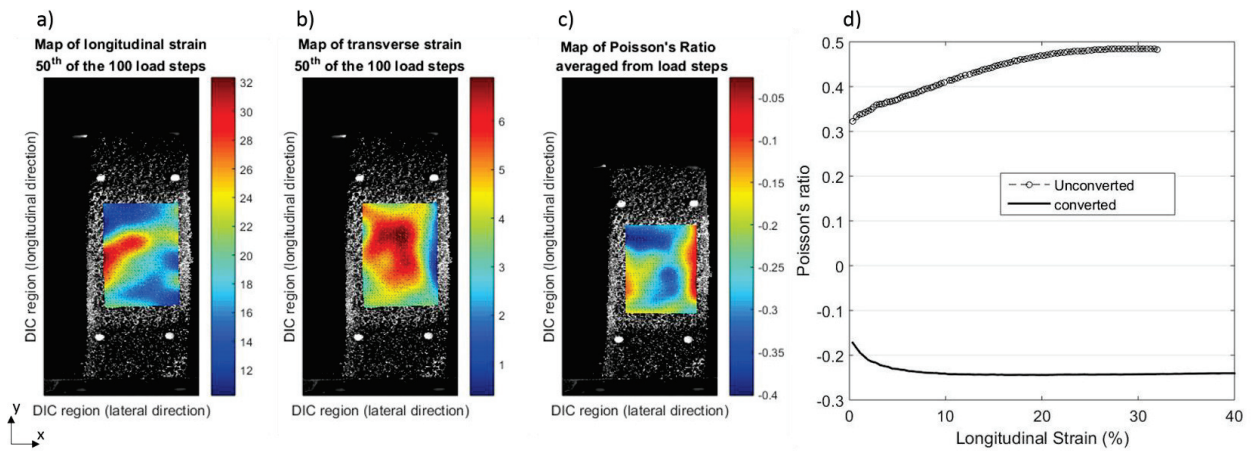 a)
Map of longitudinal strain
50th of the 100 load steps
DIC region (longitudinal direction)
DIC region (lateral direction)
32
30
28
26
24
22
20
18
16
14
12
y
x
b)
Map of transverse strain
50th of the 100 load steps
DIC region (longitudinal direction)
DIC region (lateral direction)
6
5
4
3
2
1
c)
Map of Poisson's Ratio
averaged from load steps
DIC region (longitudinal direction)
DIC region (lateral direction)
-0.05
-0.1
-0.15
-0.2
-0.25
-0.3
-0.35
-0.4
d)
Poisson's ratio
0.5
0.4
0.3
0.2
0.1
0
-0.1
-0.2
-0.3
Unconverted
converted
0
10
20
30
40
Longitudinal Strain (%)